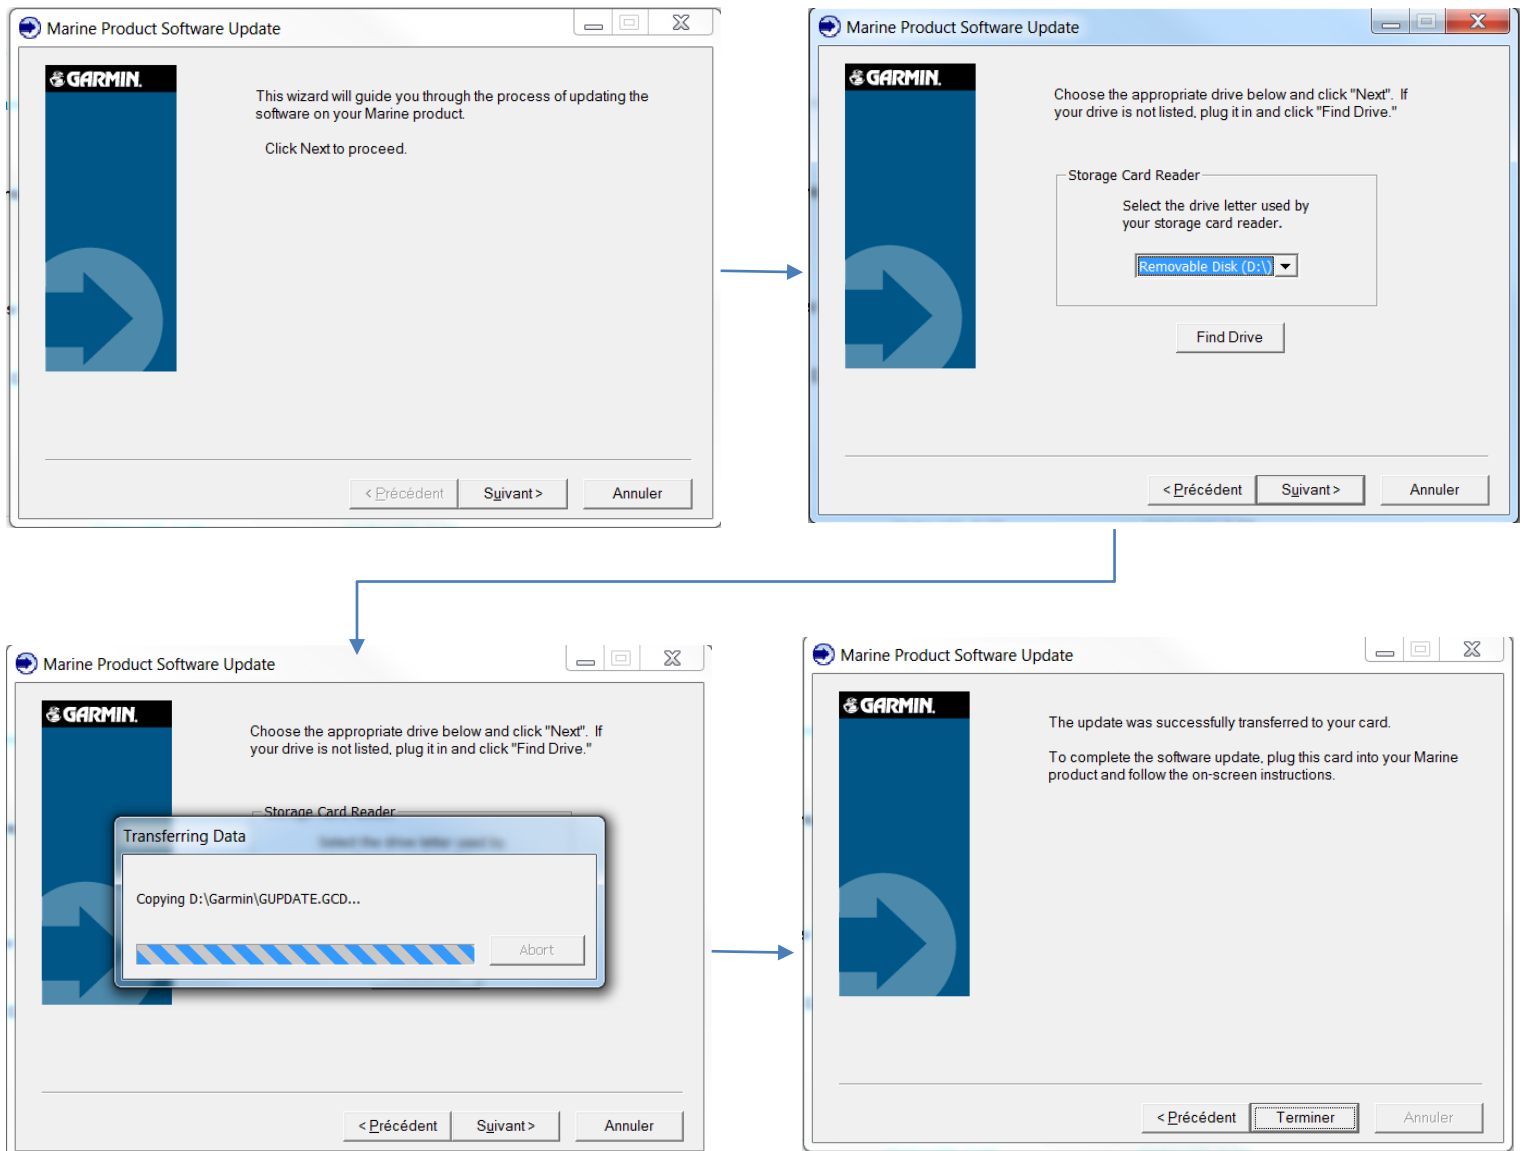 Marine Product Software Update
GARMIN.
This wizard will guide you through the process of updating the
software on your Marine product.
Click Next to proceed.
< Précédent
Suivant >
Annuler
Marine Product Software Update
GARMIN.
Choose the appropriate drive below and click "Next". If
your drive is not listed, plug it in and click "Find Drive."
Storage Card Reader
Select the drive letter used by
your storage card reader.
Removable Disk (D:\)
Find Drive
< Précédent
Suivant >
Annuler
Marine Product Software Update
GARMIN.
Choose the appropriate drive below and click "Next". If
your drive is not listed, plug it in and click "Find Drive."
Storage Card Reader
Select the drive letter used by
Transferring Data
Copying D:\Garmin\GUPDATE.GCD...
Abort
< Précédent
Suivant >
Annuler
Marine Product Software Update
GARMIN.
The update was successfully transferred to your card.
To complete the software update, plug this card into your Marine
product and follow the on-screen instructions.
< Précédent
Terminer
Annuler